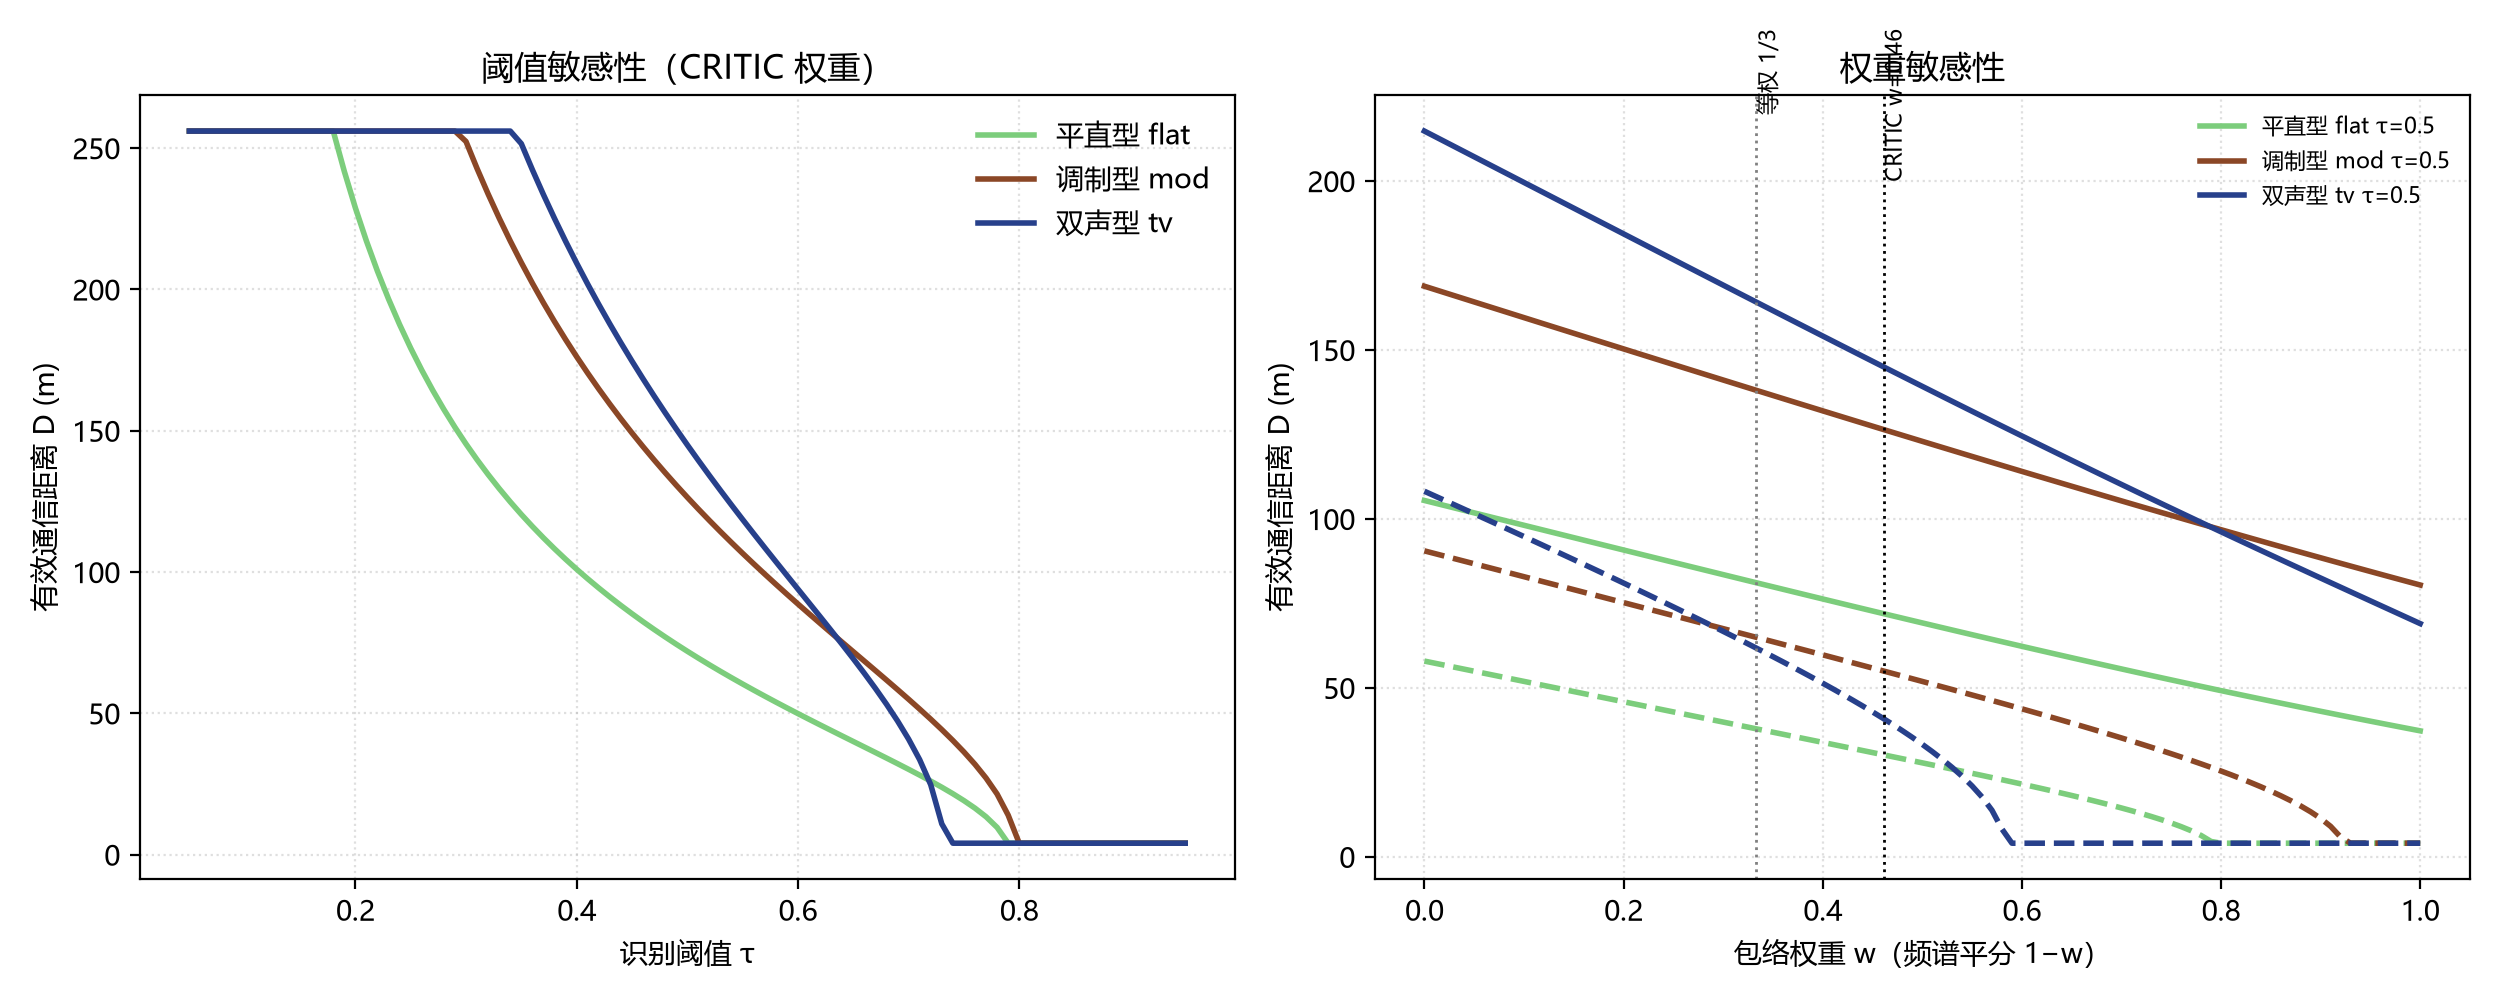 阈值敏感性（CRITIC 权重）
平直型 flat
调制型 mod
双声型 tv
有效通信距离 D (m)
250
200
150
100
50
0
0.2 0.4 0.6 0.8
识别阈值 τ
权重敏感性
等权 1/3
CRITIC w=0.46
平直型 flat τ=0.5
调制型 mod τ=0.5
双声型 tv τ=0.5
有效通信距离 D (m)
200
150
100
50
0
0.0 0.2 0.4 0.6 0.8 1.0
包络权重 w（频谱平分 1−w）